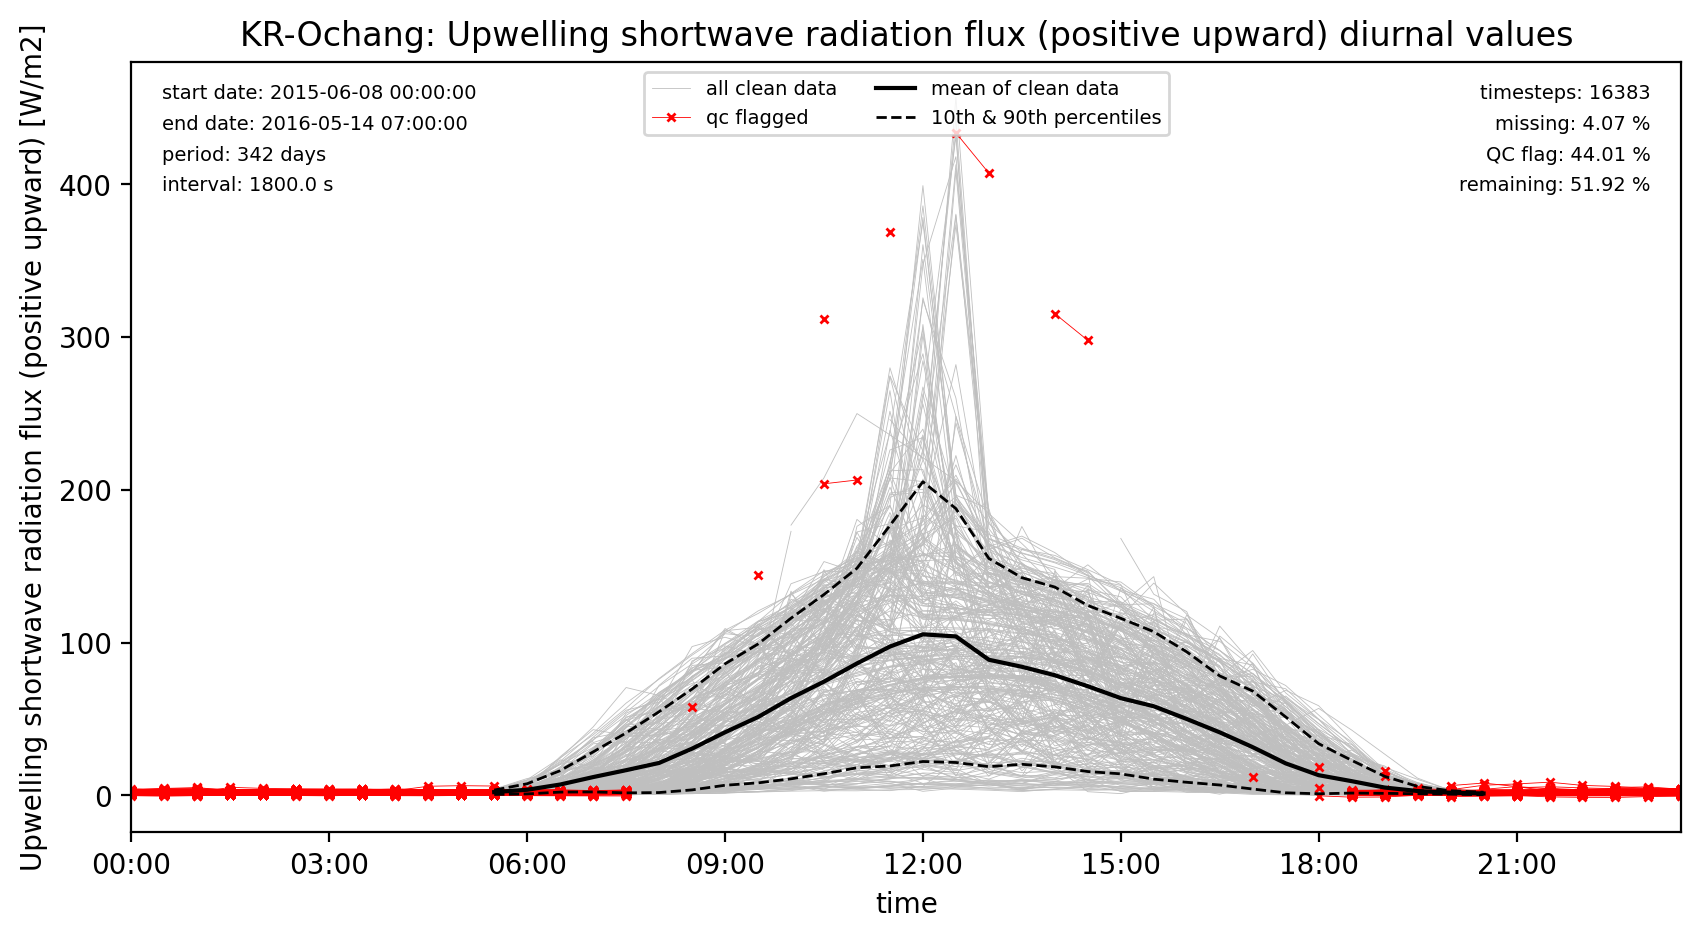 KR-Ochang: Upwelling shortwave radiation flux (positive upward) diurnal values
start date: 2015-06-08 00:00:00
end date: 2016-05-14 07:00:00
period: 342 days
interval: 1800.0 s
all clean data
qc flagged
mean of clean data
10th & 90th percentiles
timesteps: 16383
missing: 4.07 %
QC flag: 44.01 %
remaining: 51.92 %
Upwelling shortwave radiation flux (positive upward) [W/m2]
400
300
200
100
0
00:00 03:00 06:00 09:00 12:00 15:00 18:00 21:00
time